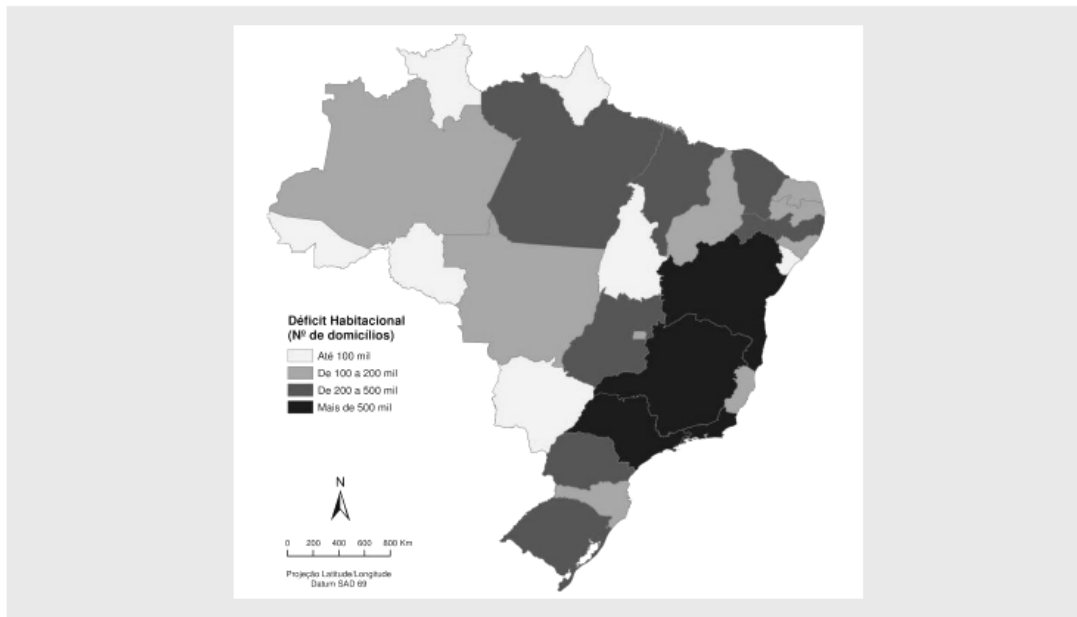 Déficit Habitacional
(Nº de domicílios)
Até 100 mil
De 100 a 200 mil
De 200 a 500 mil
Mais de 500 mil
N
0 200 400 600 800 Km
Projeção Latitude/Longitude
Datum SAD 69